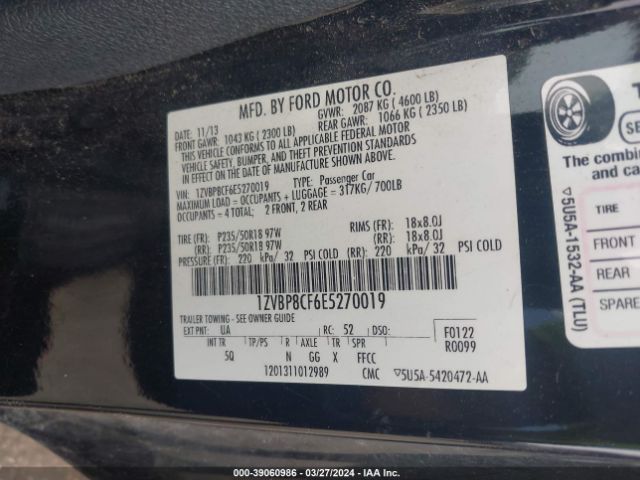 MFD. BY FORD MOTOR CO.
DATE: 11/13 GVWR: 2087 KG (4600 LB)
FRONT GAWR: 1043 KG (2300 LB) REAR GAWR: 1066 KG (2350 LB)
THIS VEHICLE CONFORMS TO ALL APPLICABLE FEDERAL MOTOR
VEHICLE SAFETY, BUMPER, AND THEFT PREVENTION STANDARDS
IN EFFECT ON THE DATE OF MANUFACTURE SHOWN ABOVE.
VIN: 1ZVBP8CF6E5270019 TYPE: Passenger Car
MAXIMUM LOAD = OCCUPANTS + LUGGAGE = 317KG/700LB
OCCUPANTS = 4 TOTAL; 2 FRONT, 2 REAR
TIRE (FR): P235/50R18 97W RIMS (FR): 18x8.0J
(RR): P235/50R18 97W (RR): 18x8.0J
PRESSURE (FR): 220 kPa/ 32 PSI COLD (RR): 220 kPa/ 32 PSI COLD
1ZVBP8CF6E5270019
TRAILER TOWING - SEE OWNER GUIDE
EXT PNT: UA RC: 52 DSO: F0122
INT TR TP/PS R AXLE TR SPR R0099
5Q N GG X FFCC
1201311012989 CMC ▽5U5A-5420472-AA
▽5U5A-1532-AA (TLU)
T
SE
The combine
and
TIRE
FRONT
REAR
SPARE
000-39060986 - 03/27/2024 - IAA Inc.